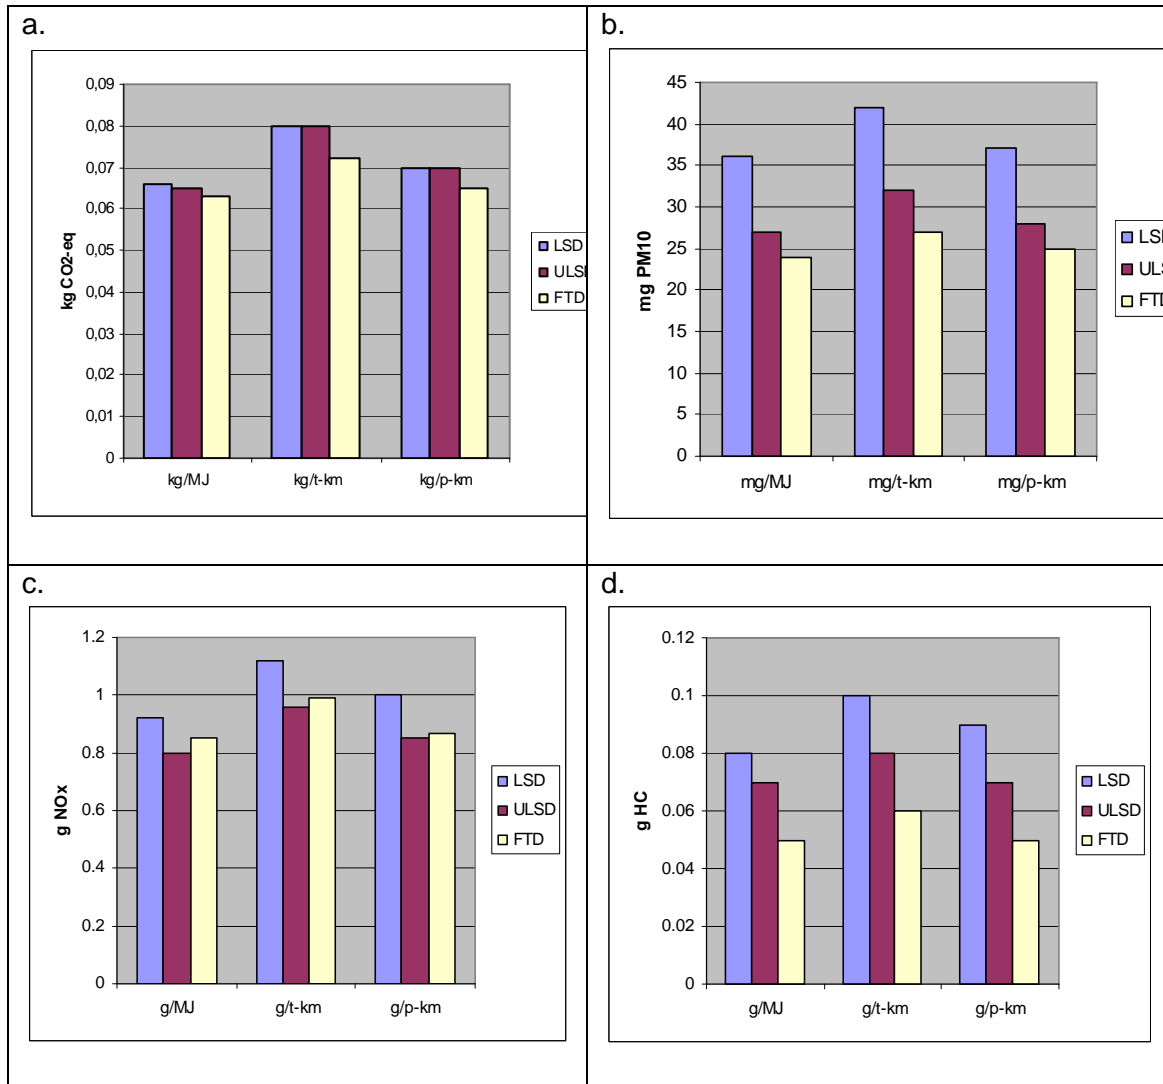 a.
0,09
0,08
0,07
0,06
0,05
0,04
0,03
0,02
0,01
0
kg CO2-eq
kg/MJ kg/t-km kg/p-km
LSD
ULSD
FTD
b.
45
40
35
30
25
20
15
10
5
0
mg PM10
mg/MJ mg/t-km mg/p-km
LSD
ULS
FTD
c.
1.2
1
0.8
0.6
0.4
0.2
0
g NOx
g/MJ g/t-km g/p-km
LSD
ULSD
FTD
d.
0.12
0.1
0.08
0.06
0.04
0.02
0
g HC
g/MJ g/t-km g/p-km
LSD
ULSD
FTD